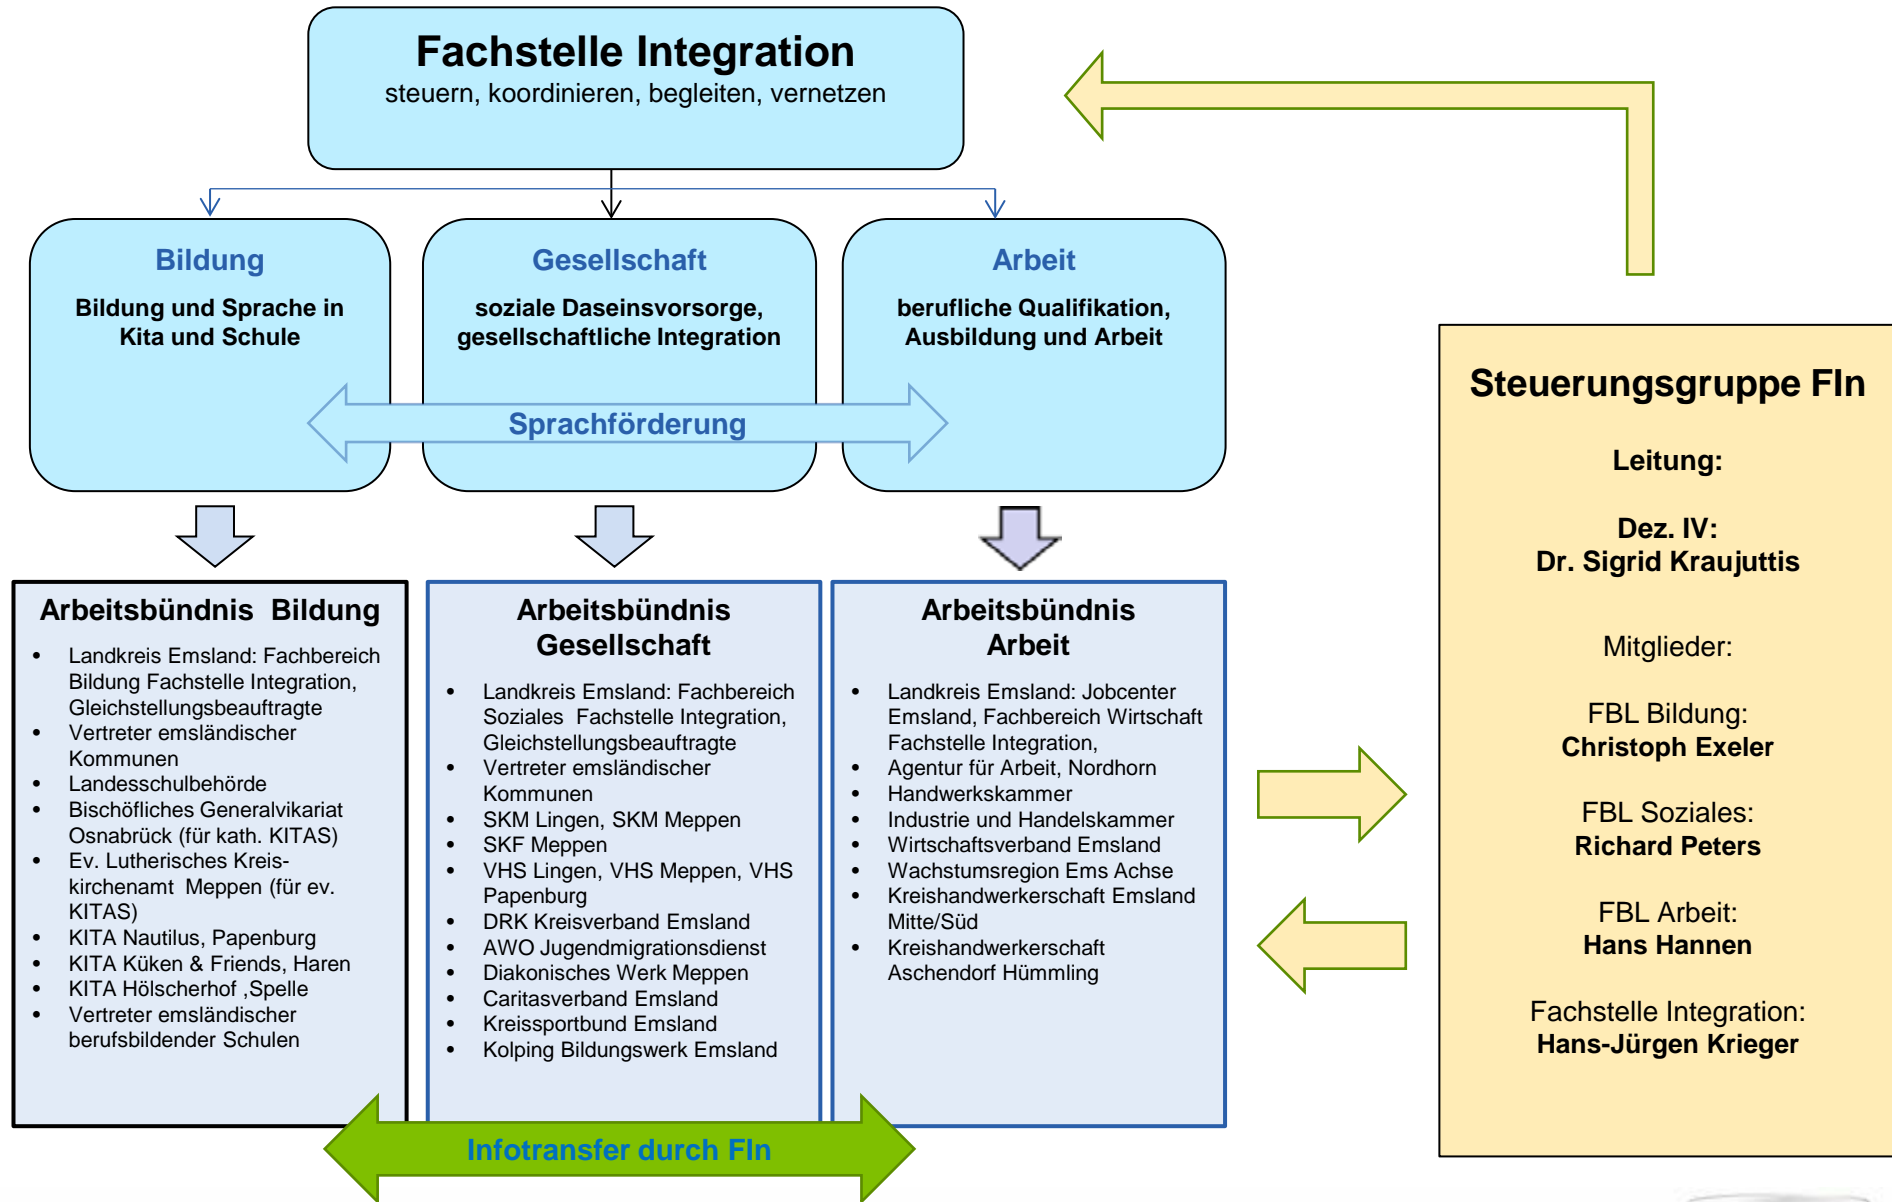 Fachstelle Integration
steuern, koordinieren, begleiten, vernetzen
Bildung
Bildung und Sprache in
Kita und Schule
Gesellschaft
soziale Daseinsvorsorge,
gesellschaftliche Integration
Arbeit
berufliche Qualifikation,
Ausbildung und Arbeit
Sprachförderung
Arbeitsbündnis Bildung
• Landkreis Emsland: Fachbereich
Bildung Fachstelle Integration,
Gleichstellungsbeauftragte
• Vertreter emsländischer
Kommunen
• Landesschulbehörde
• Bischöfliches Generalvikariat
Osnabrück (für kath. KITAS)
• Ev. Lutherisches Kreis-
kirchenamt Meppen (für ev.
KITAS)
• KITA Nautilus, Papenburg
• KITA Küken & Friends, Haren
• KITA Hölscherhof ,Spelle
• Vertreter emsländischer
berufsbildender Schulen
Arbeitsbündnis
Gesellschaft
• Landkreis Emsland: Fachbereich
Soziales Fachstelle Integration,
Gleichstellungsbeauftragte
• Vertreter emsländischer
Kommunen
• SKM Lingen, SKM Meppen
• SKF Meppen
• VHS Lingen, VHS Meppen, VHS
Papenburg
• DRK Kreisverband Emsland
• AWO Jugendmigrationsdienst
• Diakonisches Werk Meppen
• Caritasverband Emsland
• Kreissportbund Emsland
• Kolping Bildungswerk Emsland
Arbeitsbündnis
Arbeit
• Landkreis Emsland: Jobcenter
Emsland, Fachbereich Wirtschaft
Fachstelle Integration,
• Agentur für Arbeit, Nordhorn
• Handwerkskammer
• Industrie und Handelskammer
• Wirtschaftsverband Emsland
• Wachstumsregion Ems Achse
• Kreishandwerkerschaft Emsland
Mitte/Süd
• Kreishandwerkerschaft
Aschendorf Hümmling
Infotransfer durch FIn
Steuerungsgruppe FIn
Leitung:
Dez. IV:
Dr. Sigrid Kraujuttis
Mitglieder:
FBL Bildung:
Christoph Exeler
FBL Soziales:
Richard Peters
FBL Arbeit:
Hans Hannen
Fachstelle Integration:
Hans-Jürgen Krieger